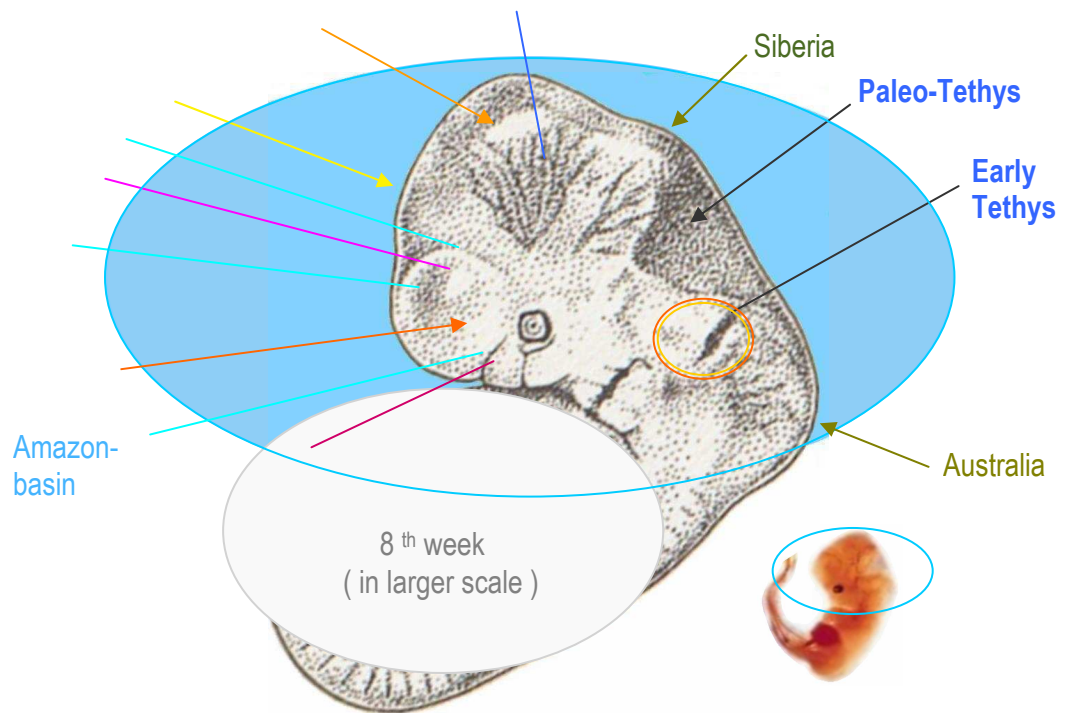 Siberia
Paleo-Tethys
Early
Tethys
Amazon-
basin
Australia
8 th week
( in larger scale )